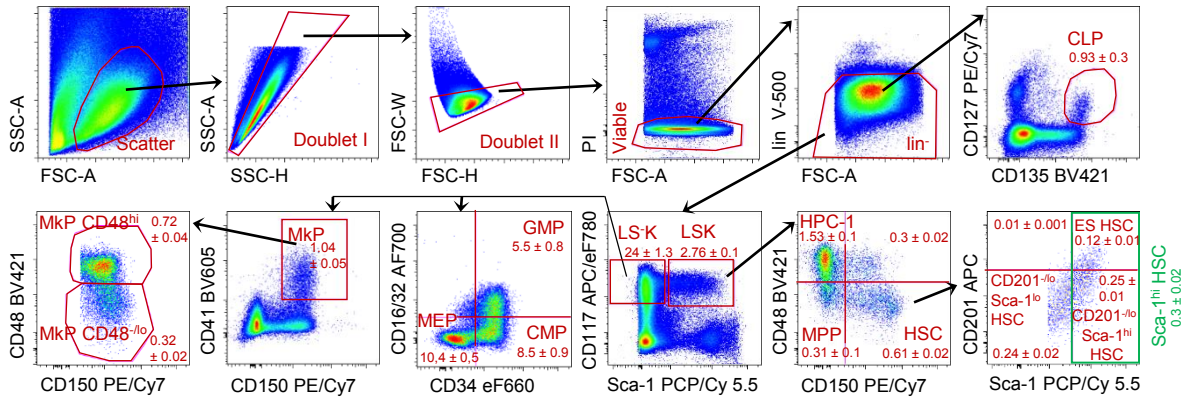 SSC-A
Scatter
FSC-A
SSC-A
Doublet I
SSC-H
FSC-W
Doublet II
FSC-H
PI
Viable
FSC-A
lin V-500
lin-
FSC-A
CD127 PE/Cy7
CLP
0.93 ± 0.3
CD135 BV421
CD48 BV421
MkP CD48hi
0.72
± 0.04
MkP CD48-/lo
0.32
± 0.02
CD150 PE/Cy7
CD41 BV605
MkP
1.04
± 0.05
CD150 PE/Cy7
CD16/32 AF700
GMP
5.5 ± 0.8
MEP
10.4 ± 0.5
CMP
8.5 ± 0.9
CD34 eF660
CD117 APC/eF780
LS-K
24 ± 1.3
LSK
2.76 ± 0.1
Sca-1 PCP/Cy 5.5
CD48 BV421
HPC-1
1.53 ± 0.1
0.3 ± 0.02
MPP
0.31 ± 0.1
HSC
0.61 ± 0.02
CD150 PE/Cy7
CD201 APC
0.01 ± 0.001
ES HSC
0.12 ± 0.01
CD201-/lo
Sca-1lo
HSC
0.24 ± 0.02
0.25 ±
0.01
CD201-/lo
Sca-1hi
HSC
Sca-1 PCP/Cy 5.5
Sca-1hi HSC
0.3 ± 0.02